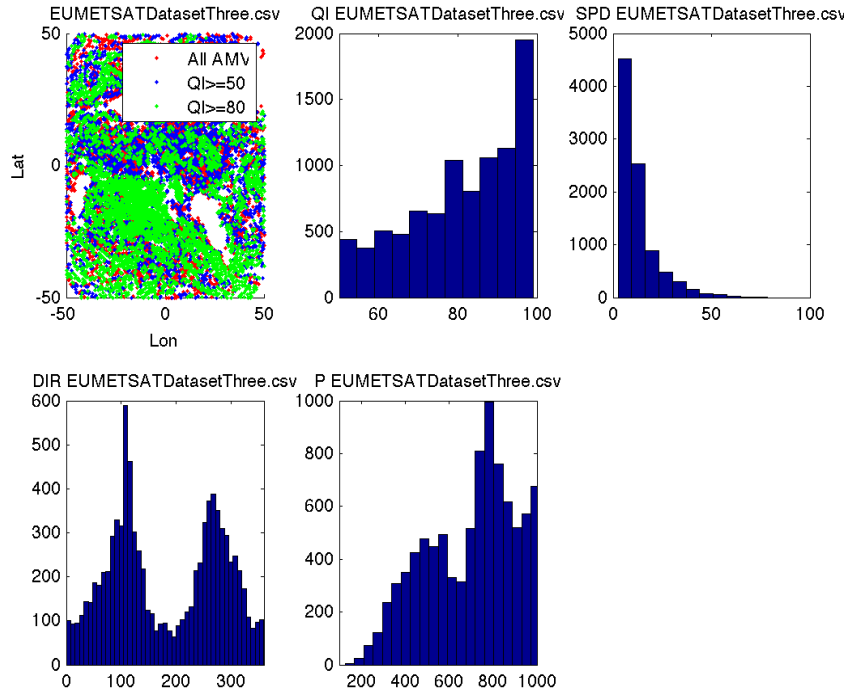 EUMETSATDatasetThree.csv
50
0
-50
-50 0 50
Lat
Lon
All AMV
QI>=50
QI>=80
QI EUMETSATDatasetThree.csv
2000
1500
1000
500
0
60 80 100
SPD EUMETSATDatasetThree.csv
5000
4000
3000
2000
1000
0
0 50 100
DIR EUMETSATDatasetThree.csv
600
500
400
300
200
100
0
0 100 200 300
P EUMETSATDatasetThree.csv
1000
800
600
400
200
0
200 400 600 800 1000